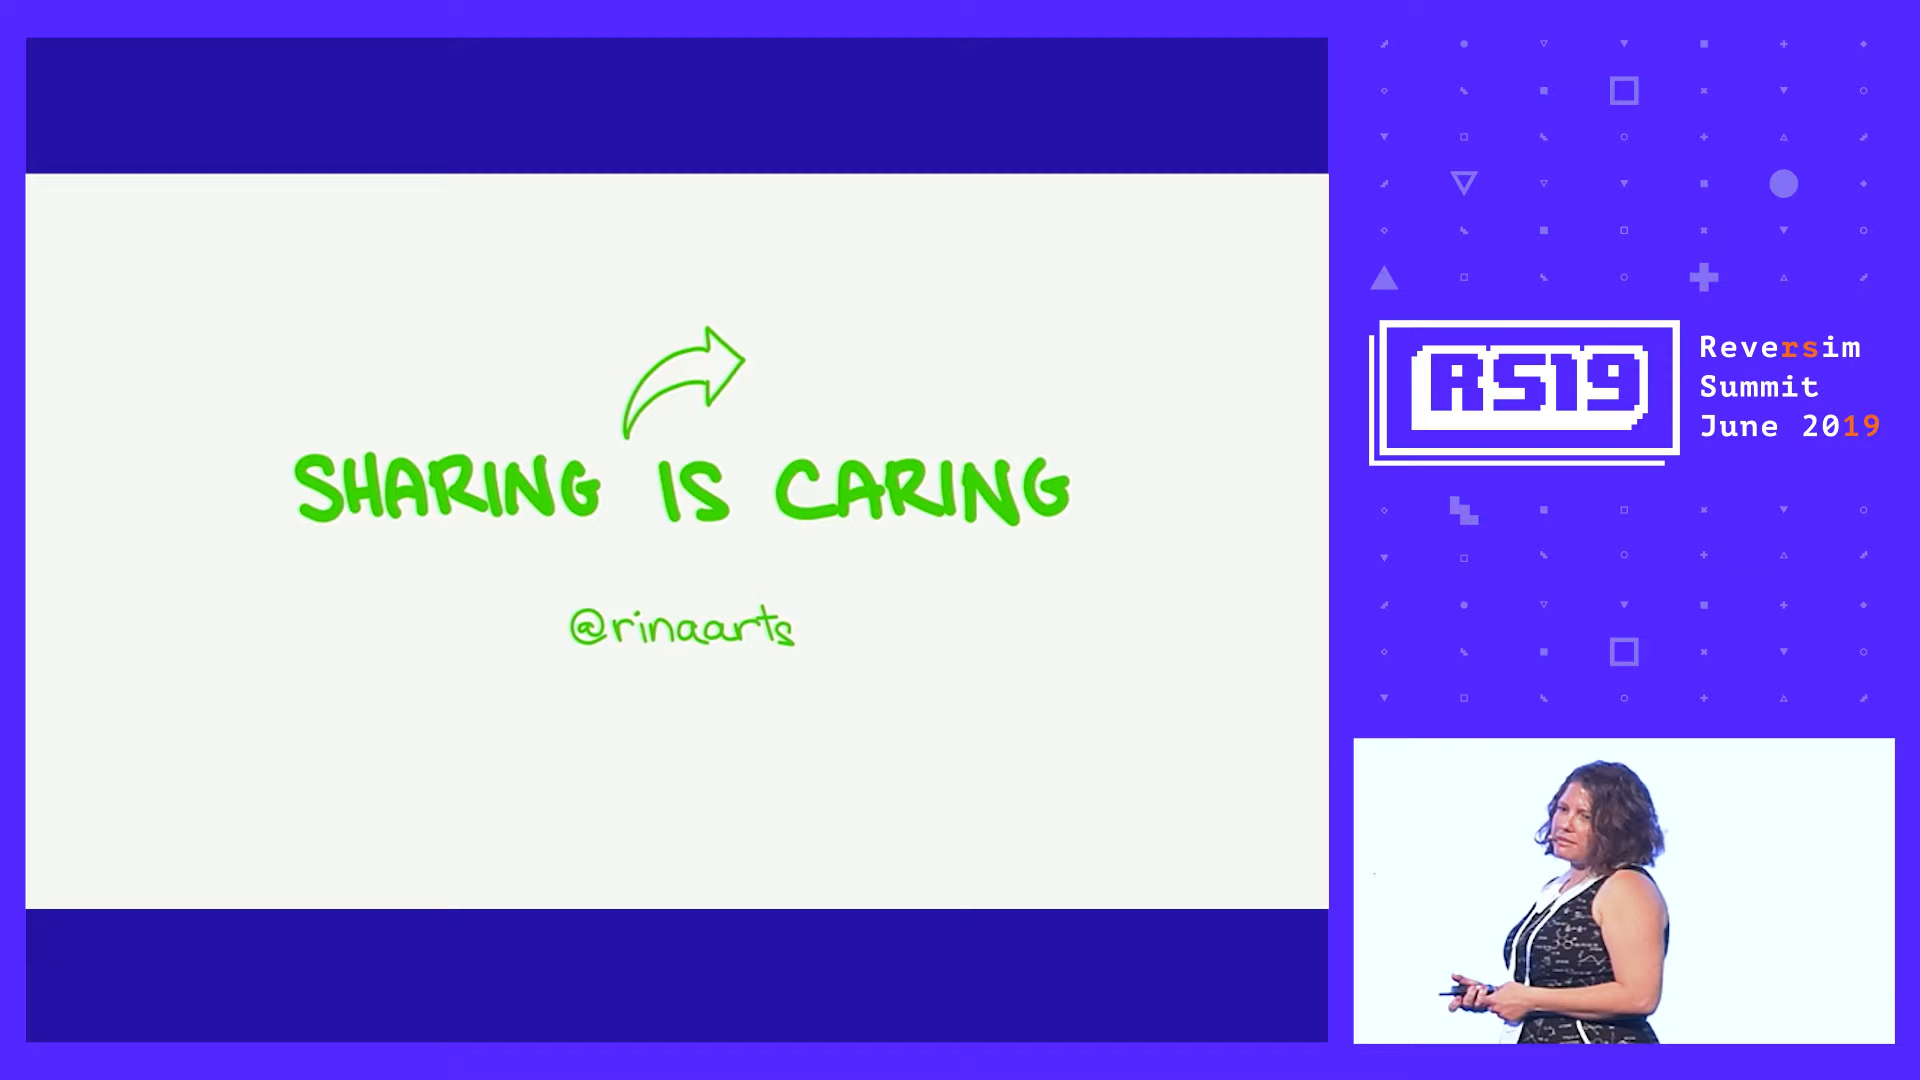 SHARING IS CARING
@rinaarts
RS19
Reversim
Summit
June 2019